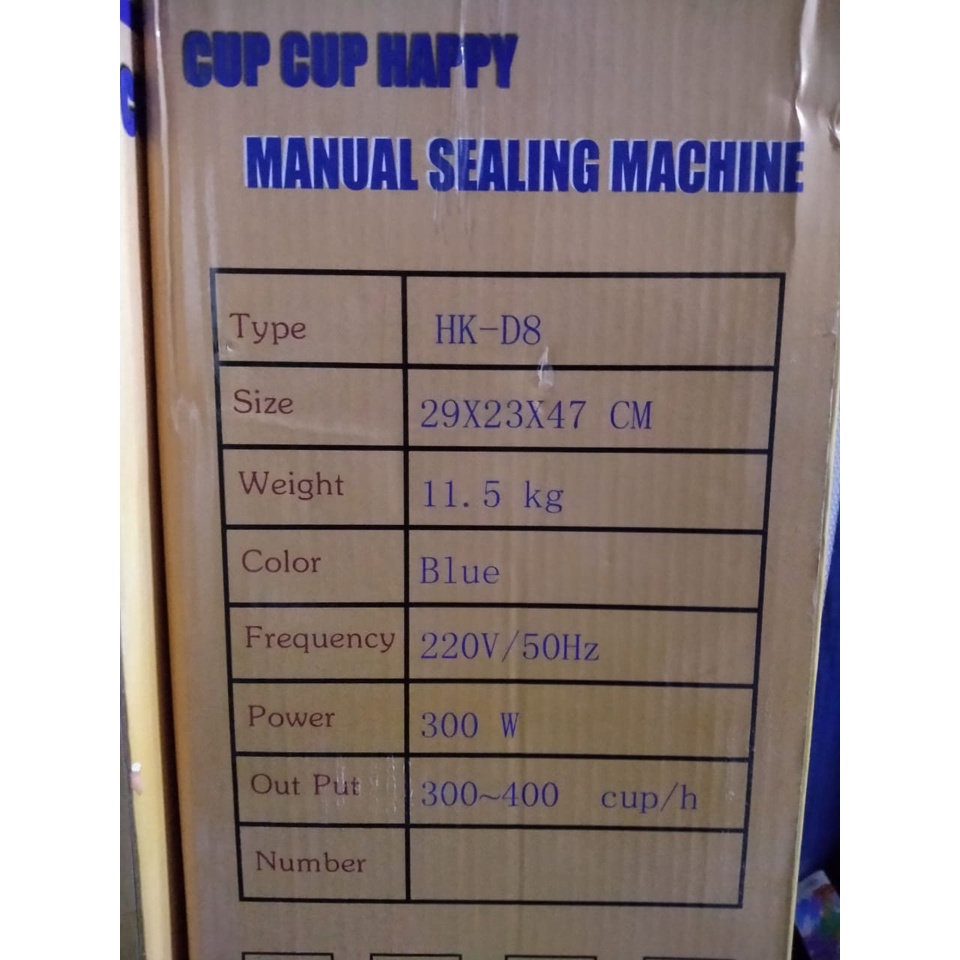 CUP CUP HAPPY
MANUAL SEALING MACHINE
Type HK-D8
Size 29X23X47 CM
Weight 11.5 kg
Color Blue
Frequency 220V/50Hz
Power 300 W
Out Put 300~400 cup/h
Number